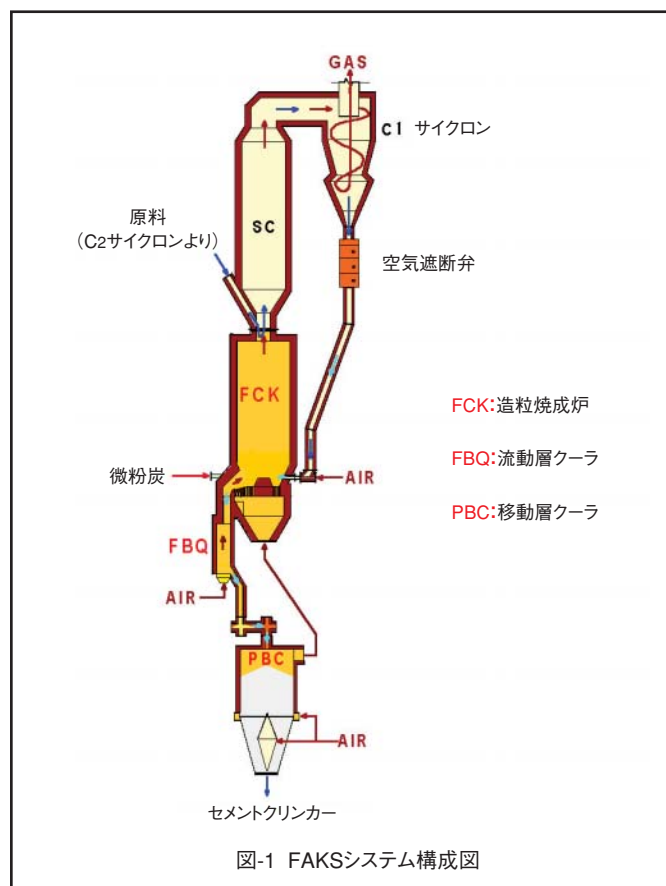 GAS
C1 サイクロン
原料
(C2サイクロンより)
SC
空気遮断弁
FCK
FCK:造粒焼成炉
FBQ:流動層クーラ
微粉炭
AIR
PBC:移動層クーラ
FBQ
AIR
PBC
AIR
セメントクリンカー
図-1 FAKSシステム構成図